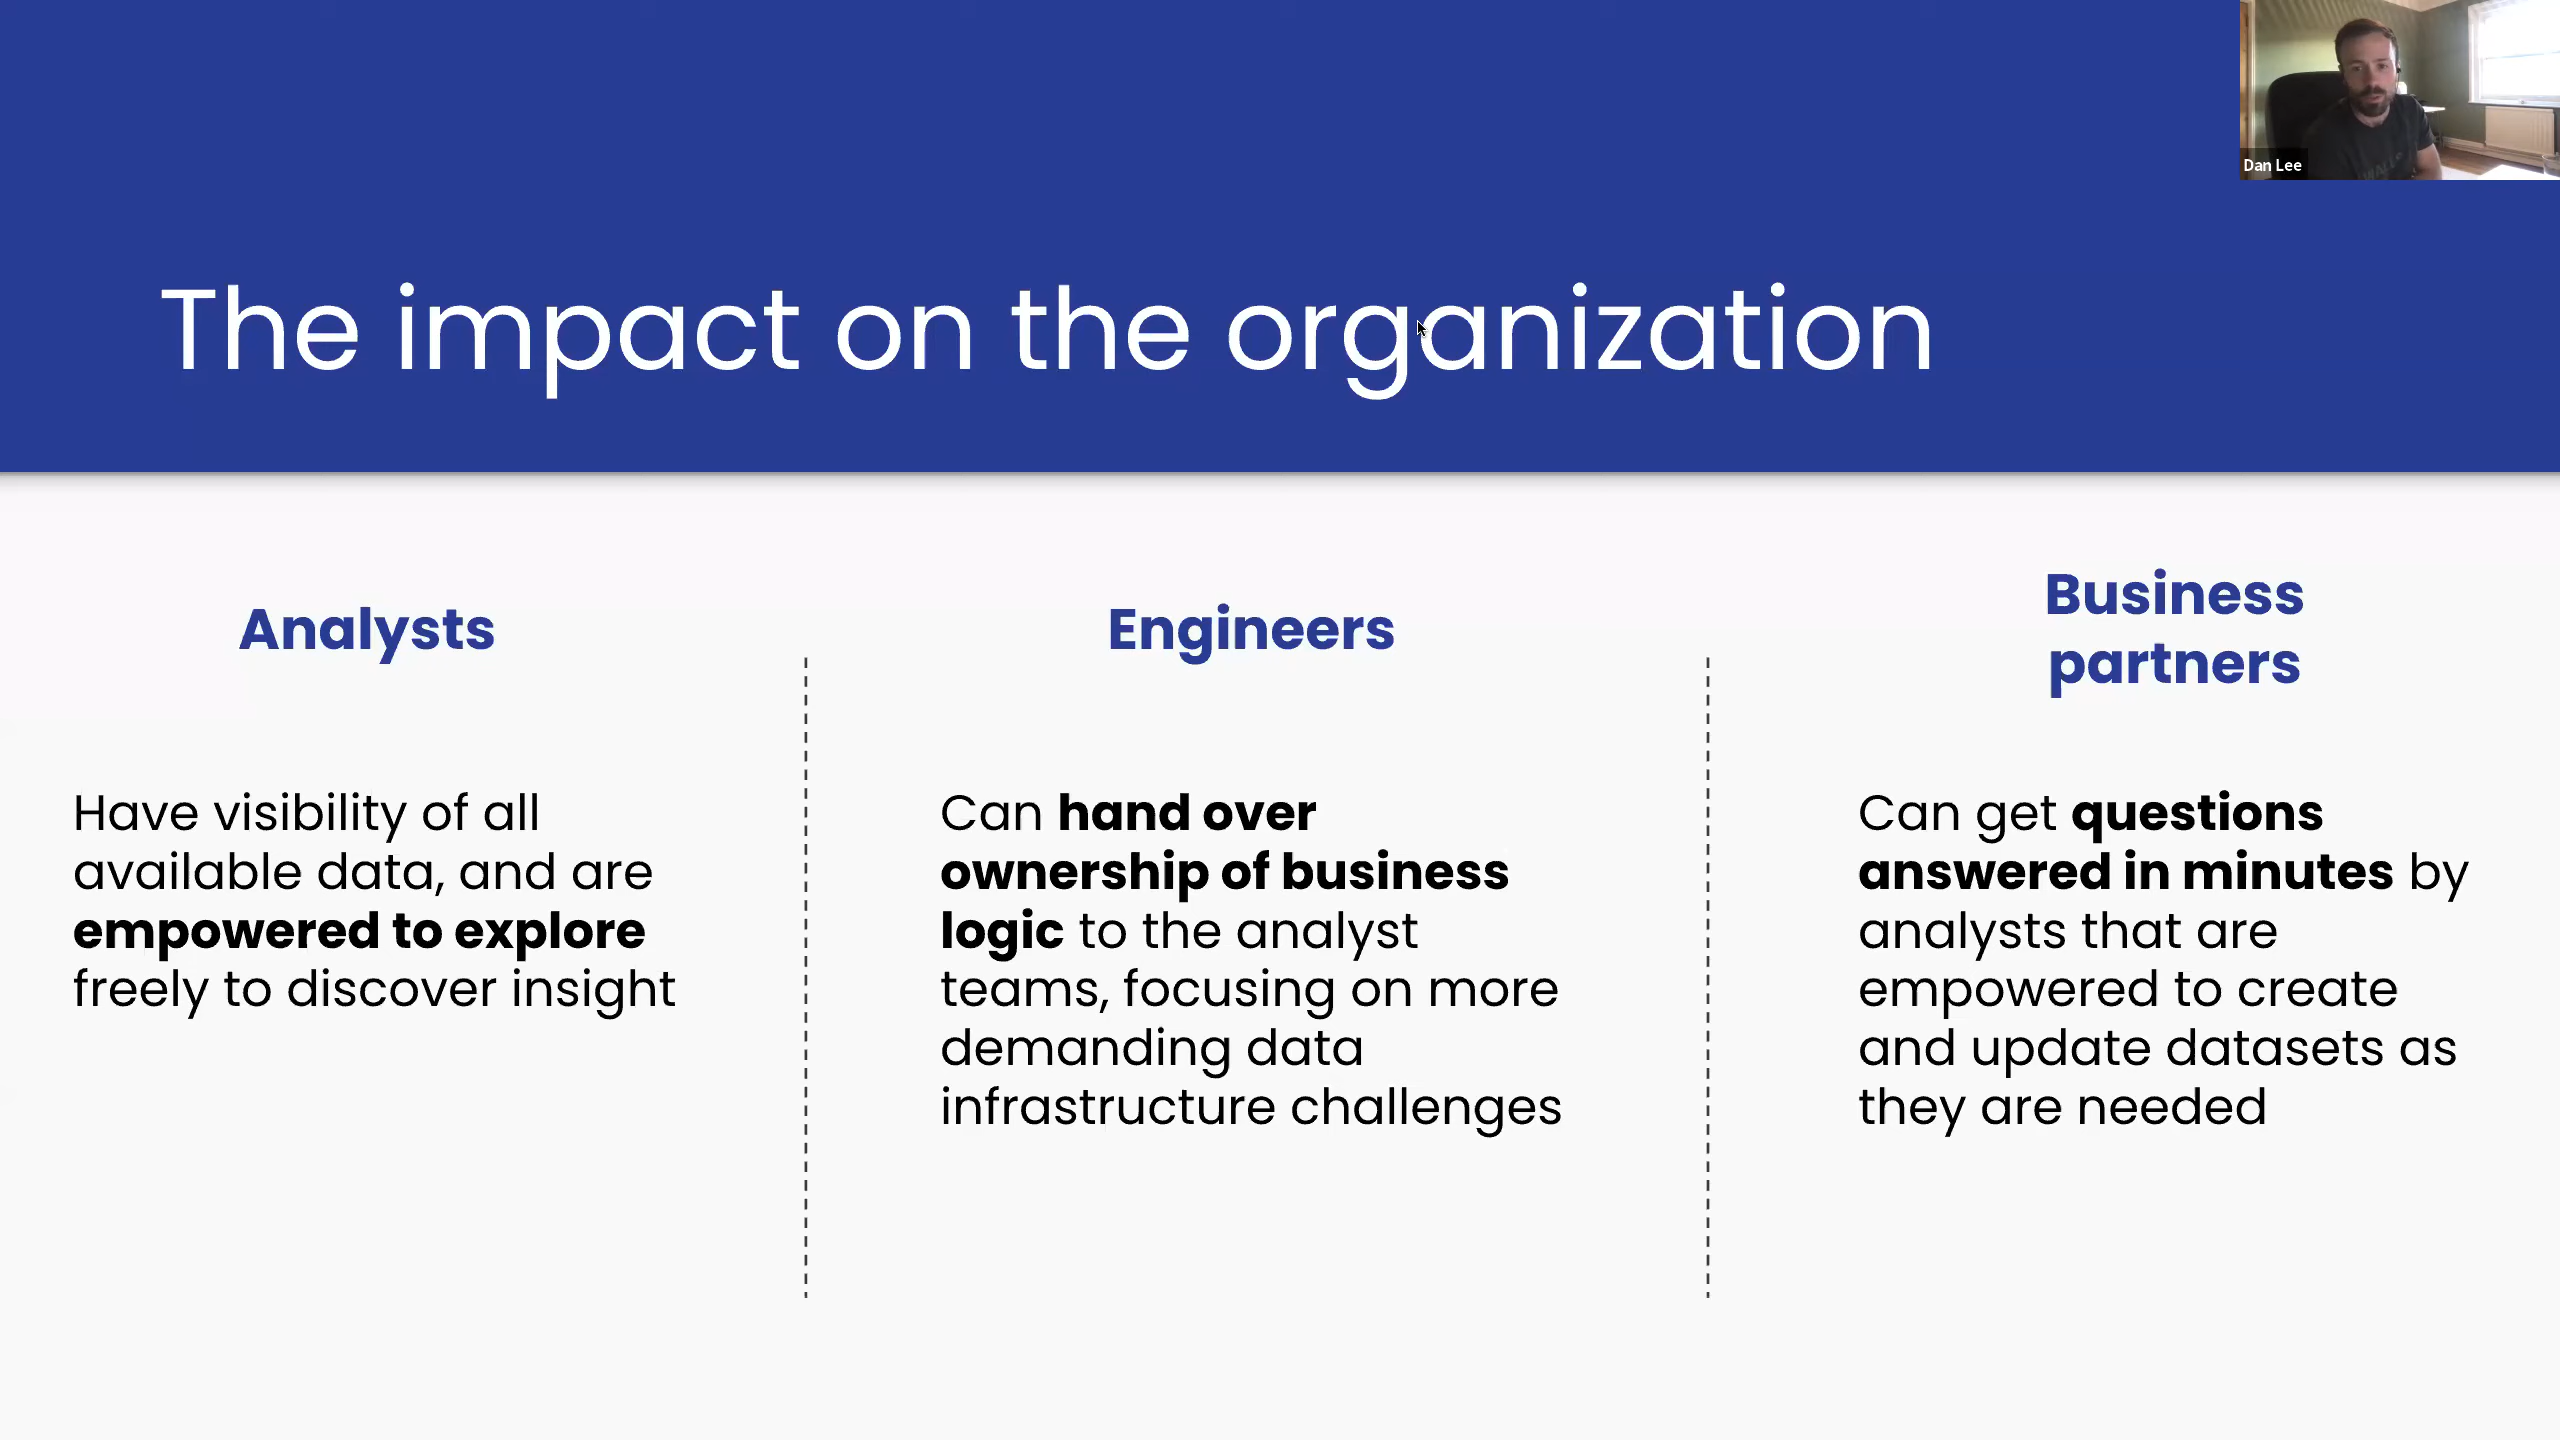 Dan Lee
The impact on the organization
Analysts
Have visibility of all
available data, and are
empowered to explore
freely to discover insight
Engineers
Can hand over
ownership of business
logic to the analyst
teams, focusing on more
demanding data
infrastructure challenges
Business
partners
Can get questions
answered in minutes by
analysts that are
empowered to create
and update datasets as
they are needed